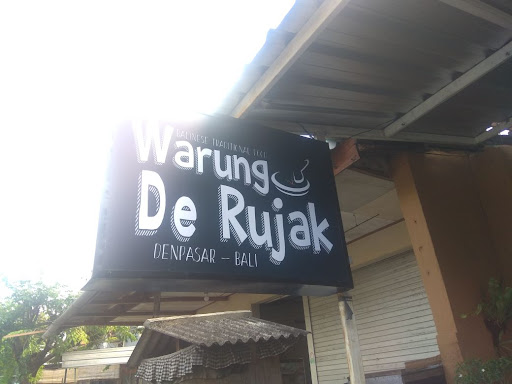 BALINESE TRADITIONAL FOOD
Warung
De Rujak
DENPASAR - BALI